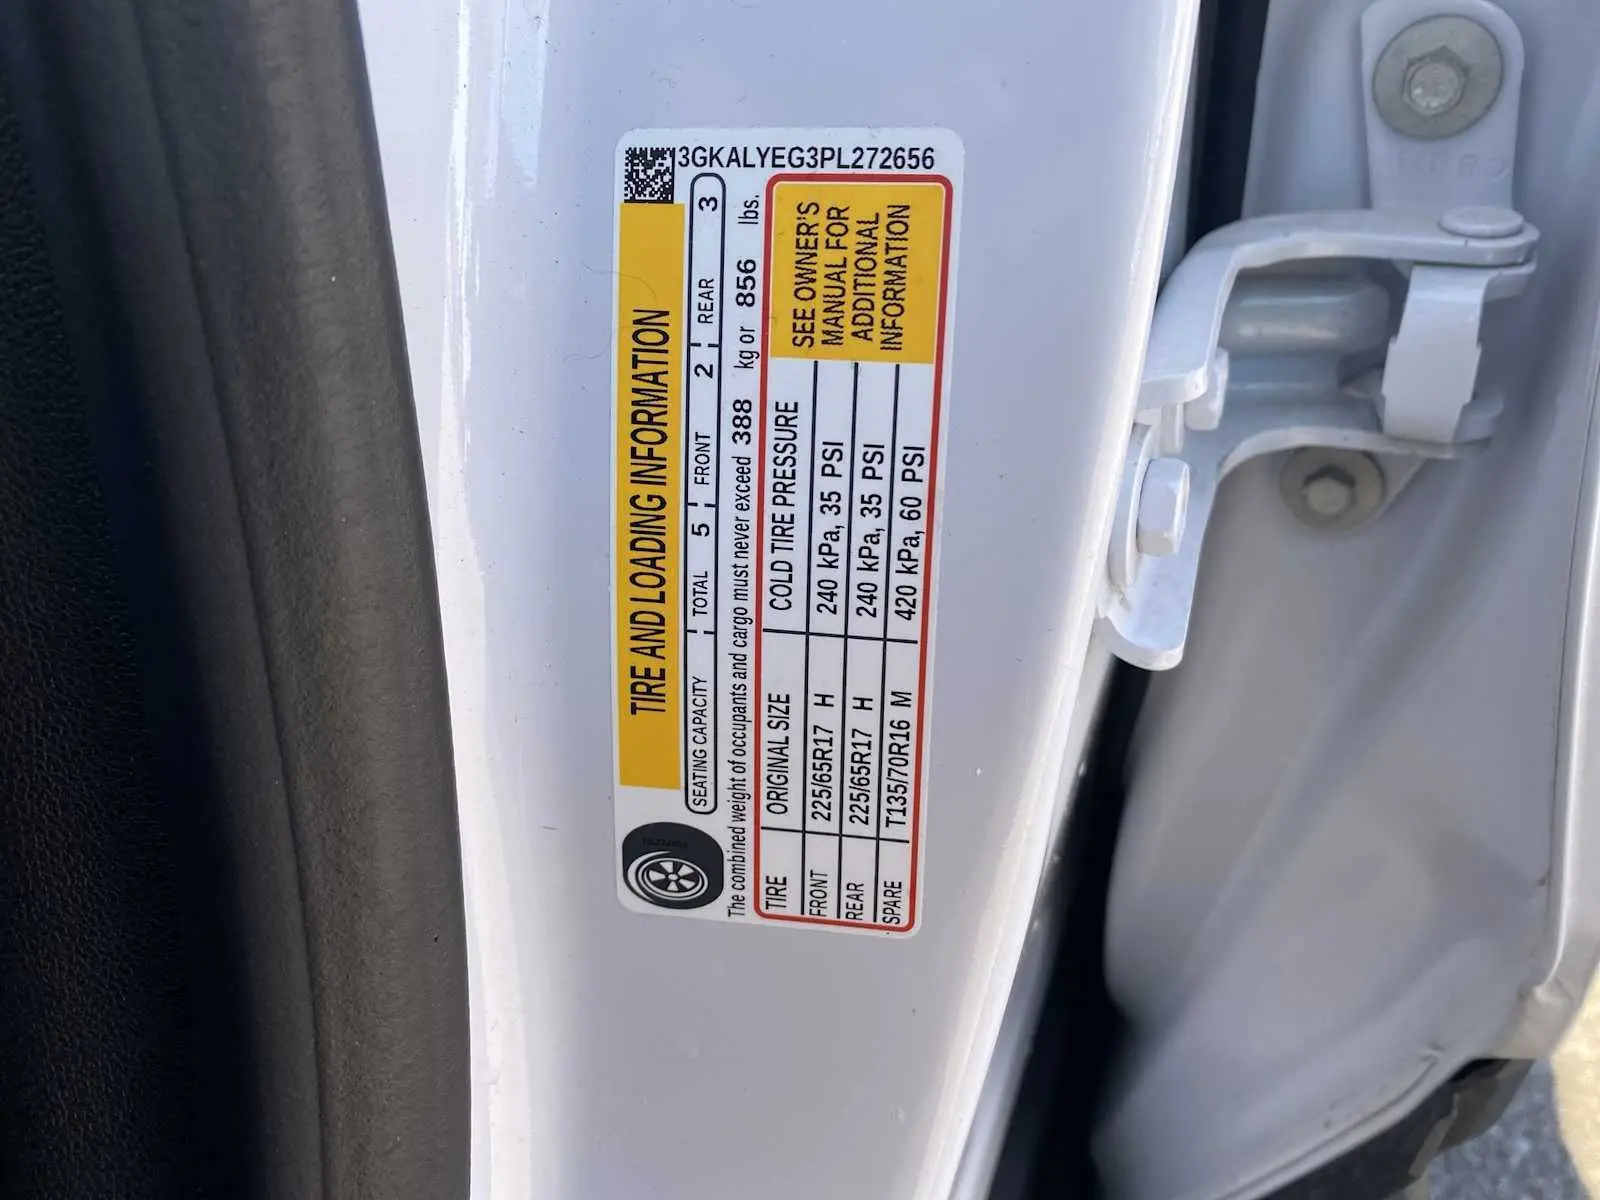 3GKALYEG3PL272656
TIRE AND LOADING INFORMATION
SEATING CAPACITY TOTAL 5 FRONT 2 REAR 3
The combined weight of occupants and cargo must never exceed 388 kg or 856 lbs.
TIRE ORIGINAL SIZE COLD TIRE PRESSURE
FRONT 225/65R17 H 240 kPa, 35 PSI
REAR 225/65R17 H 240 kPa, 35 PSI
SPARE T135/70R16 M 420 kPa, 60 PSI
SEE OWNER'S
MANUAL FOR
ADDITIONAL
INFORMATION